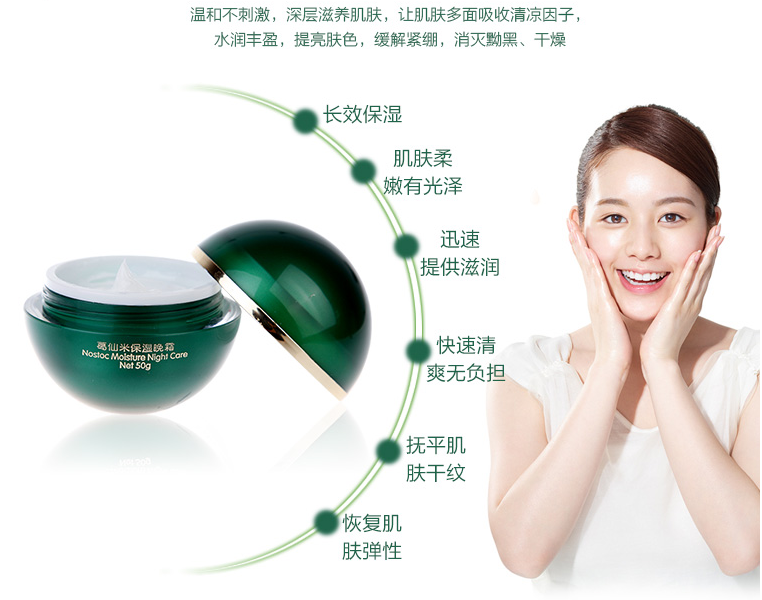 温和不刺激，深层滋养肌肤，让肌肤多面吸收清凉因子，
水润丰盈，提亮肤色，缓解紧绷，消灭黝黑、干燥
长效保湿
肌肤柔
嫩有光泽
迅速
提供滋润
快速清
爽无负担
抚平肌
肤干纹
恢复肌
肤弹性
葛仙米保湿晚霜
Nostoc Moisture Night Care
Net 50g